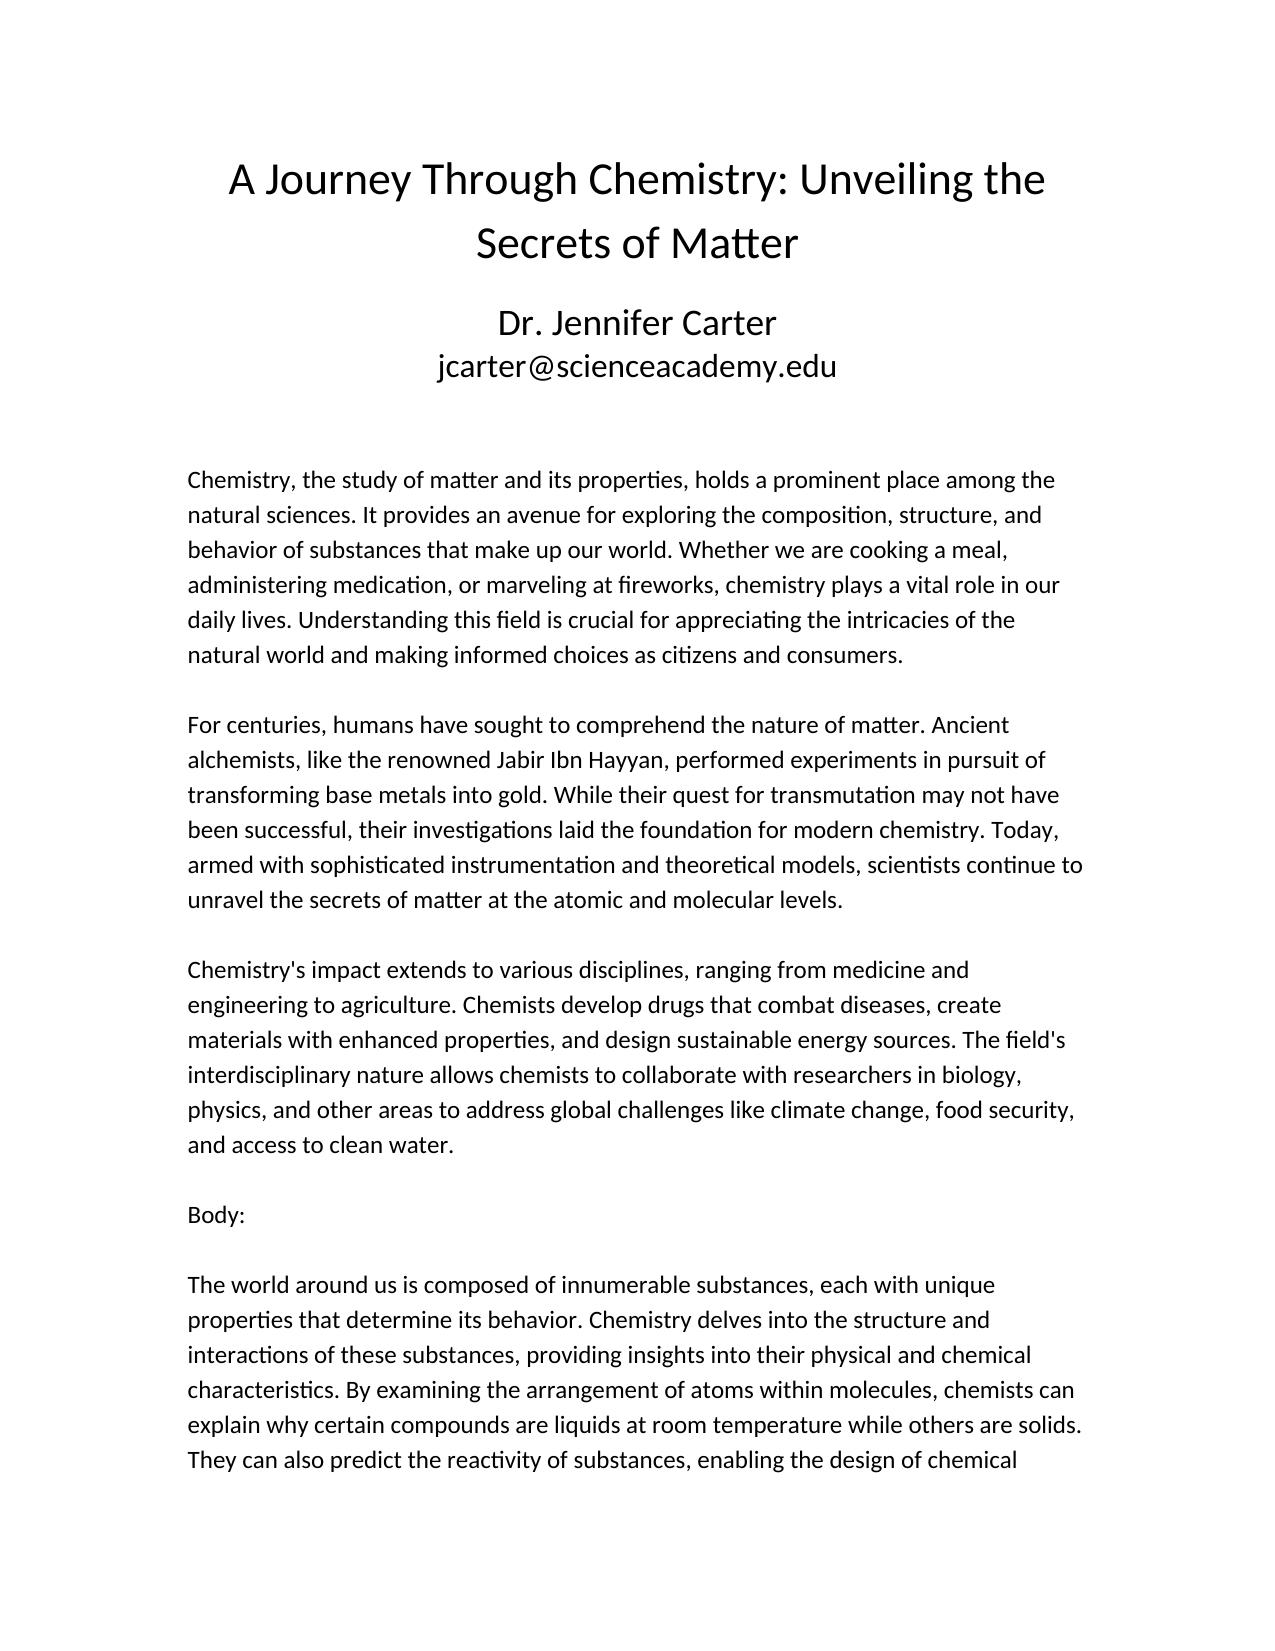 A Journey Through Chemistry: Unveiling the
Secrets of Matter
Dr. Jennifer Carter
jcarter@scienceacademy.edu
Chemistry, the study of matter and its properties, holds a prominent place among the
natural sciences. It provides an avenue for exploring the composition, structure, and
behavior of substances that make up our world. Whether we are cooking a meal,
administering medication, or marveling at fireworks, chemistry plays a vital role in our
daily lives. Understanding this field is crucial for appreciating the intricacies of the
natural world and making informed choices as citizens and consumers.
For centuries, humans have sought to comprehend the nature of matter. Ancient
alchemists, like the renowned Jabir Ibn Hayyan, performed experiments in pursuit of
transforming base metals into gold. While their quest for transmutation may not have
been successful, their investigations laid the foundation for modern chemistry. Today,
armed with sophisticated instrumentation and theoretical models, scientists continue to
unravel the secrets of matter at the atomic and molecular levels.
Chemistry's impact extends to various disciplines, ranging from medicine and
engineering to agriculture. Chemists develop drugs that combat diseases, create
materials with enhanced properties, and design sustainable energy sources. The field's
interdisciplinary nature allows chemists to collaborate with researchers in biology,
physics, and other areas to address global challenges like climate change, food security,
and access to clean water.
Body:
The world around us is composed of innumerable substances, each with unique
properties that determine its behavior. Chemistry delves into the structure and
interactions of these substances, providing insights into their physical and chemical
characteristics. By examining the arrangement of atoms within molecules, chemists can
explain why certain compounds are liquids at room temperature while others are solids.
They can also predict the reactivity of substances, enabling the design of chemical